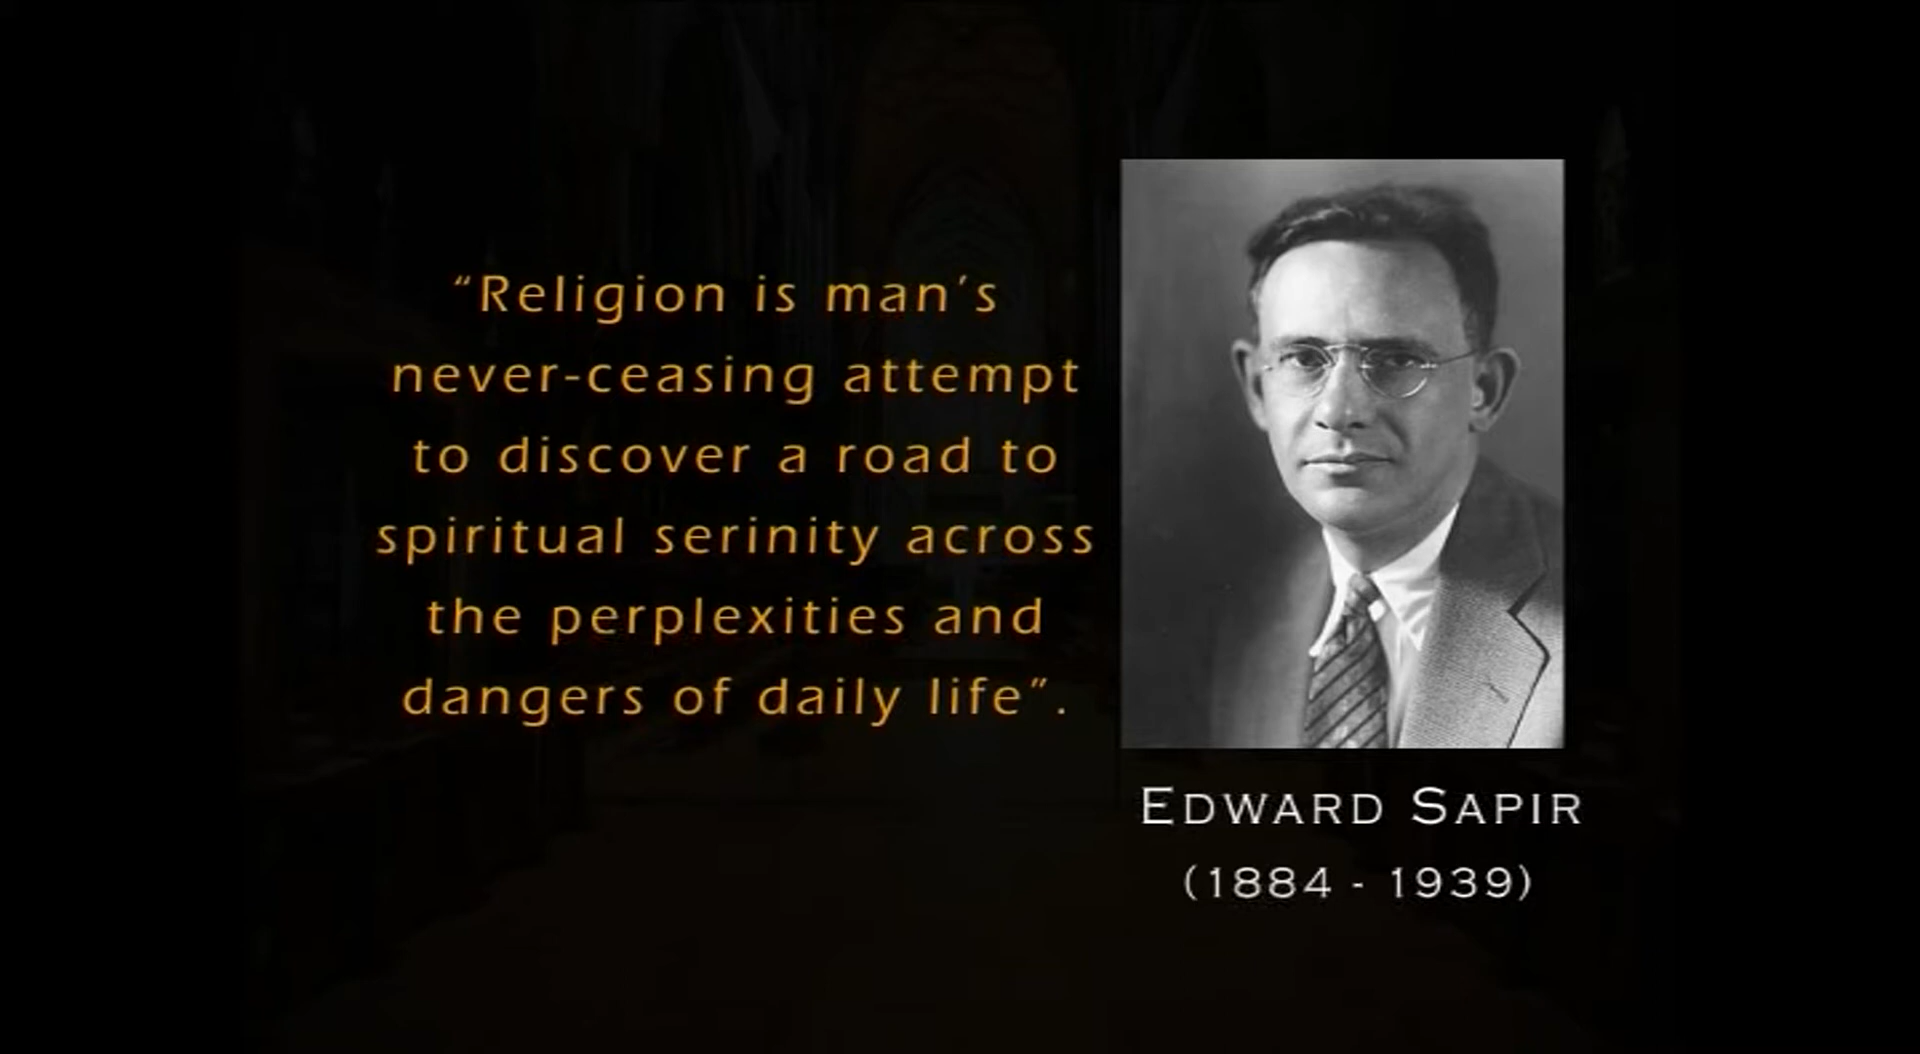 “Religion is man’s
never-ceasing attempt
to discover a road to
spiritual serinity across
the perplexities and
dangers of daily life”.
EDWARD SAPIR
(1884 - 1939)